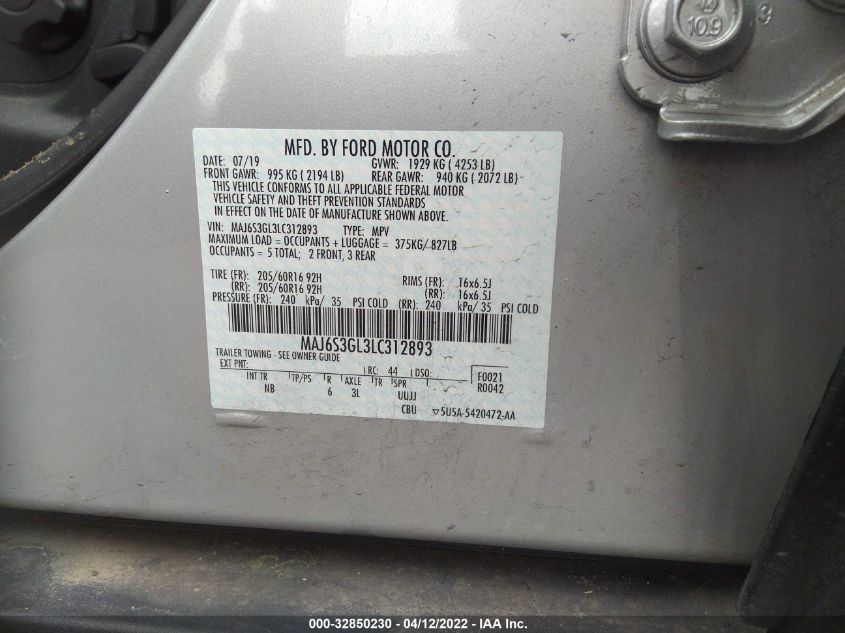 10.9
3
MFD. BY FORD MOTOR CO.
DATE: 07/19 GVWR: 1929 KG ( 4253 LB)
FRONT GAWR: 995 KG ( 2194 LB) REAR GAWR: 940 KG ( 2072 LB)
THIS VEHICLE CONFORMS TO ALL APPLICABLE FEDERAL MOTOR
VEHICLE SAFETY AND THEFT PREVENTION STANDARDS
IN EFFECT ON THE DATE OF MANUFACTURE SHOWN ABOVE.
VIN: MAJ6S3GL3LC312893 TYPE: MPV
MAXIMUM LOAD = OCCUPANTS + LUGGAGE = 375KG/ 827LB
OCCUPANTS = 5 TOTAL; 2 FRONT, 3 REAR
TIRE (FR): 205/60R16 92H RIMS (FR): 16x6.5J
(RR): 205/60R16 92H (RR): 16x6.5J
PRESSURE (FR): 240 kPa/ 35 PSI COLD (RR): 240 kPa/ 35 PSI COLD
MAJ6S3GL3LC312893
TRAILER TOWING - SEE OWNER GUIDE
EXT PNT: RC: 44 DSO: F0021
INT TR TP/PS R AXLE TR SPR R0042
NB 6 3L UUJJ
CBU ▽5U5A-5420472-AA
000-32850230 - 04/12/2022 - IAA Inc.